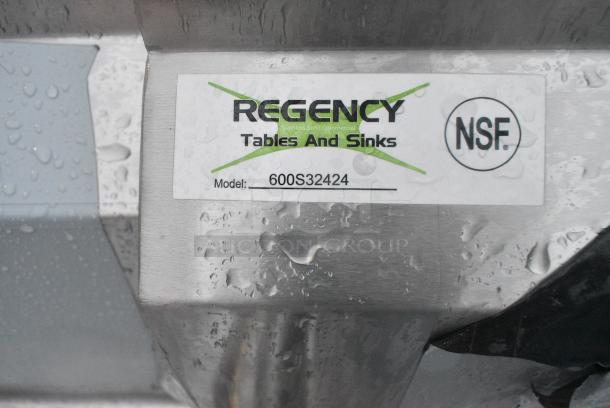 REGENCY
Tables And Sinks
NSF.
Model: 600S32424
AUCTION GROUP